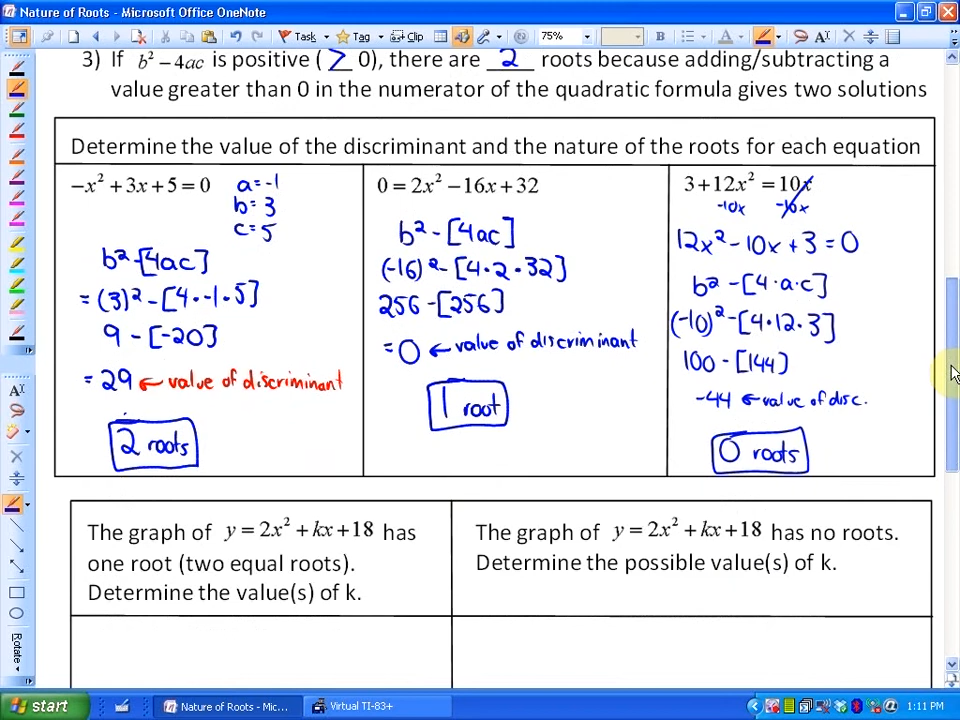 Nature of Roots - Microsoft Office OneNote
Task
Tag
Clip
75%
B
A
3) If b² − 4ac is positive ( > 0), there are 2 roots because adding/subtracting a
value greater than 0 in the numerator of the quadratic formula gives two solutions
Determine the value of the discriminant and the nature of the roots for each equation
−x² + 3x + 5 = 0
a=-1
b= 3
c= 5
b² -[4ac]
= (3)² -[4·-1·5]
9 - [-20]
= 29 ← value of discriminant
2 roots
0 = 2x² − 16x + 32
b² - [4ac]
(-16)² - [4·2·32]
256 -[256]
= 0 ← value of discriminant
1 root
3 + 12x² = 10x
-10x -10x
12x² - 10x + 3 = 0
b² - [4·a·c]
(-10)² - [4·12·3]
100 - [144]
-44 ← value of disc.
0 roots
The graph of y = 2x² + kx + 18 has
one root (two equal roots).
Determine the value(s) of k.
The graph of y = 2x² + kx + 18 has no roots.
Determine the possible value(s) of k.
Rotate
start
Nature of Roots - Mic...
Virtual TI-83+
1:11 PM